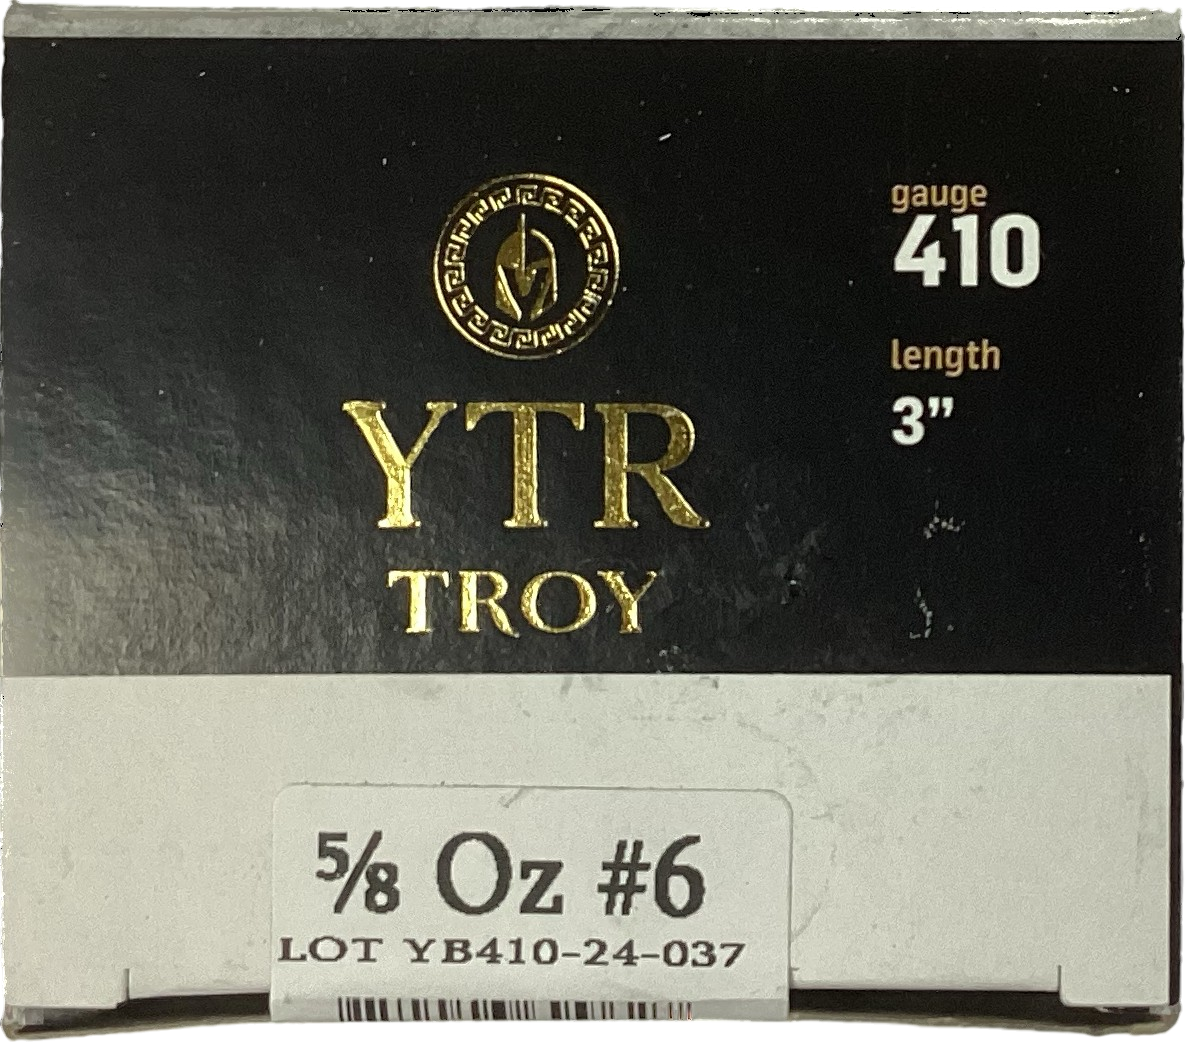 gauge
410
length
3”
YTR
TROY
⅝ Oz #6
LOT YB410-24-037